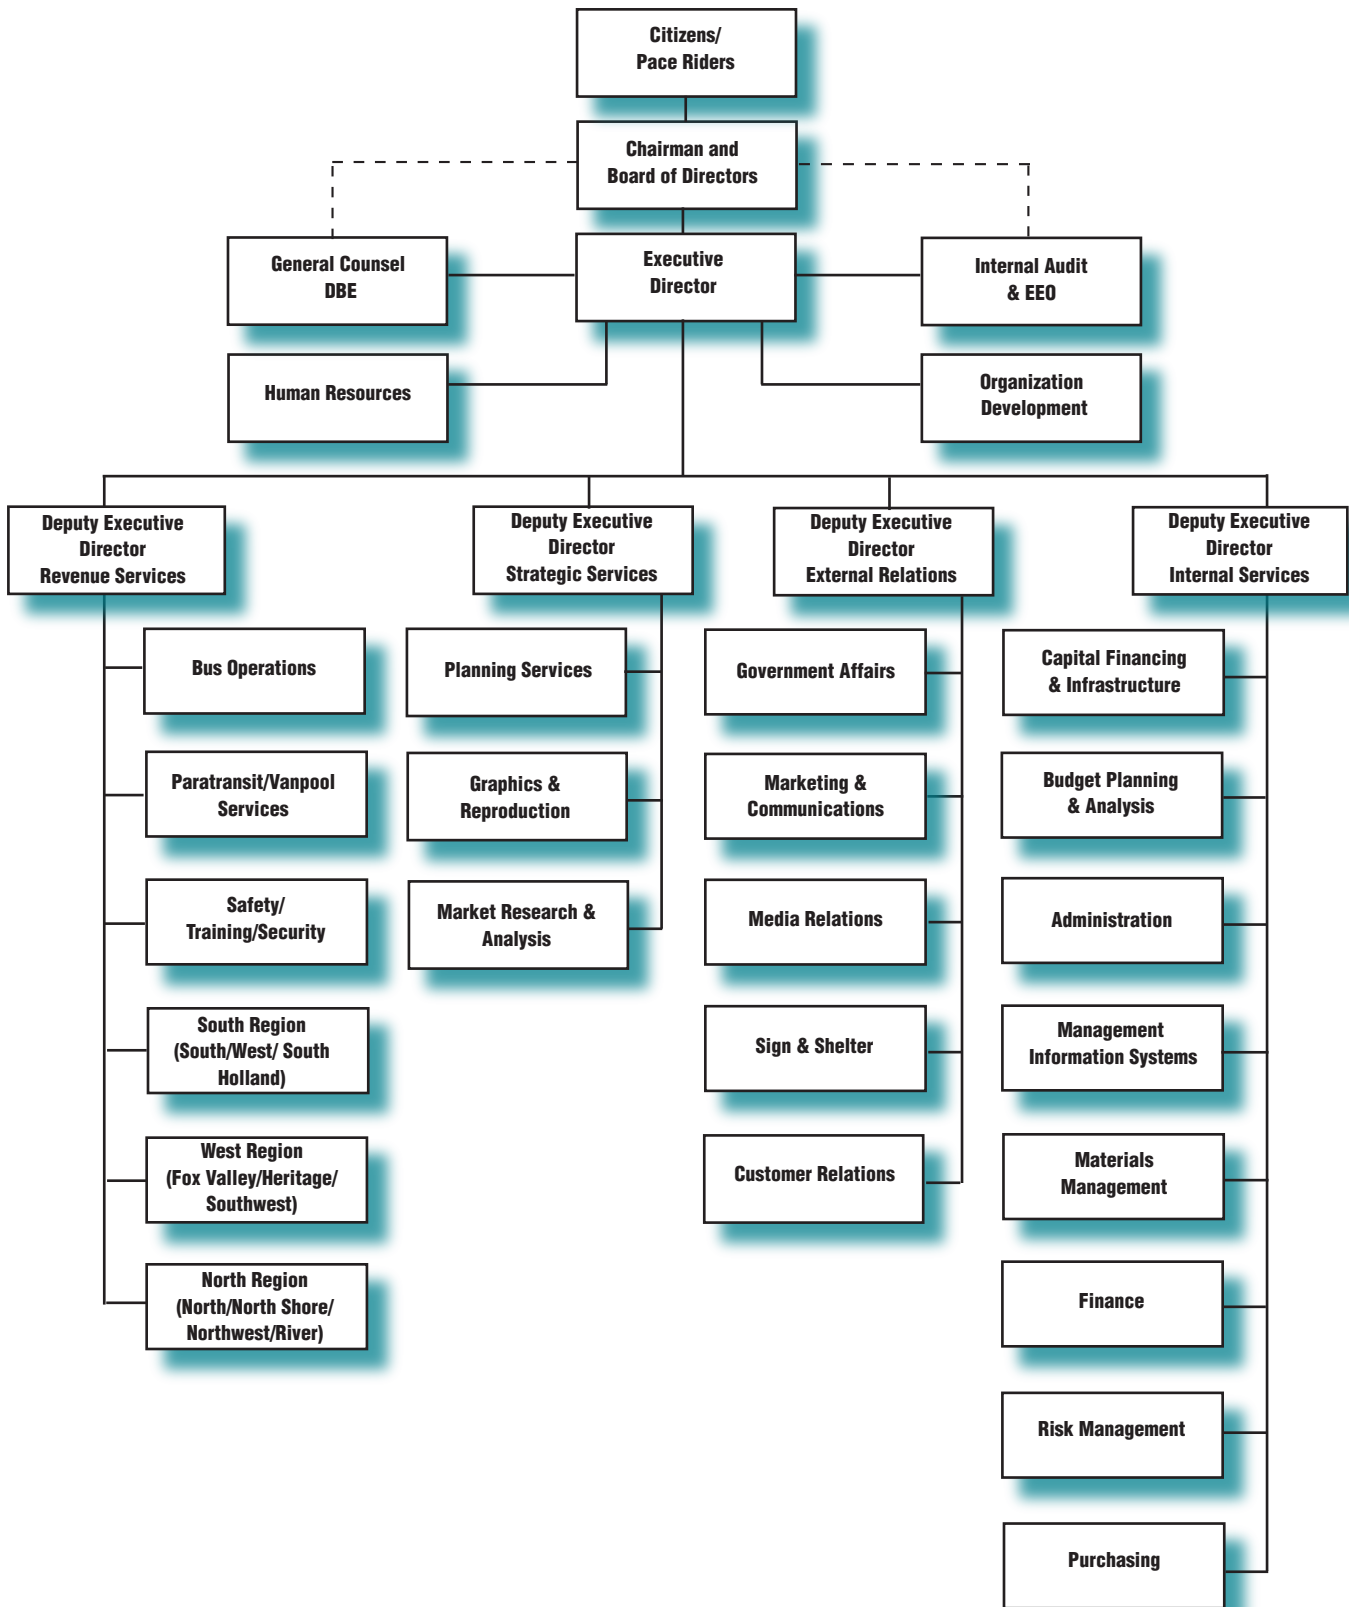 Citizens/
Pace Riders
Chairman and
Board of Directors
General Counsel
DBE
Executive
Director
Internal Audit
& EEO
Human Resources
Organization
Development
Deputy Executive
Director
Revenue Services
Deputy Executive
Director
Strategic Services
Deputy Executive
Director
External Relations
Deputy Executive
Director
Internal Services
Bus Operations
Paratransit/Vanpool
Services
Safety/
Training/Security
South Region
(South/West/ South
Holland)
West Region
(Fox Valley/Heritage/
Southwest)
North Region
(North/North Shore/
Northwest/River)
Planning Services
Graphics &
Reproduction
Market Research &
Analysis
Government Affairs
Marketing &
Communications
Media Relations
Sign & Shelter
Customer Relations
Capital Financing
& Infrastructure
Budget Planning
& Analysis
Administration
Management
Information Systems
Materials
Management
Finance
Risk Management
Purchasing